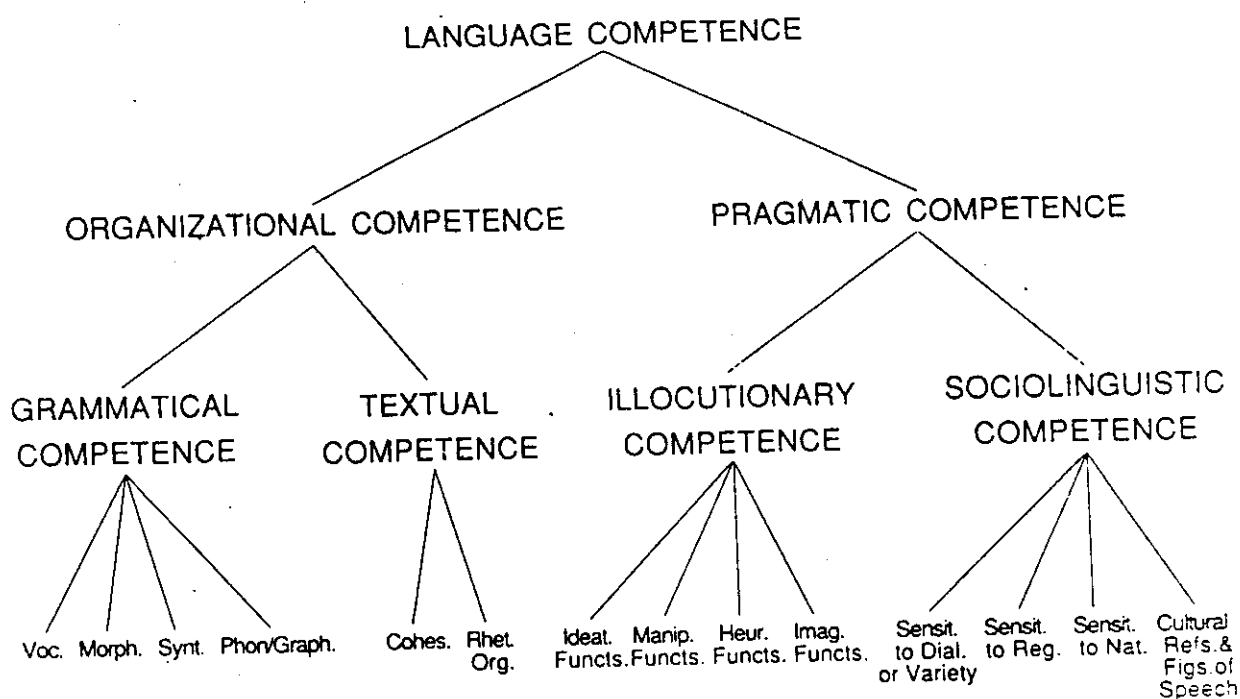 LANGUAGE COMPETENCE
ORGANIZATIONAL COMPETENCE
PRAGMATIC COMPETENCE
GRAMMATICAL
COMPETENCE
TEXTUAL
COMPETENCE
ILLOCUTIONARY
COMPETENCE
SOCIOLINGUISTIC
COMPETENCE
Voc.
Morph.
Synt.
Phon/Graph.
Cohes.
Rhet.
Org.
Ideat.
Functs.
Manip.
Functs.
Heur.
Functs.
Imag.
Functs.
Sensit.
to Dial.
or Variety
Sensit.
to Reg.
Sensit.
to Nat.
Cultural
Refs.&
Figs.of
Speech